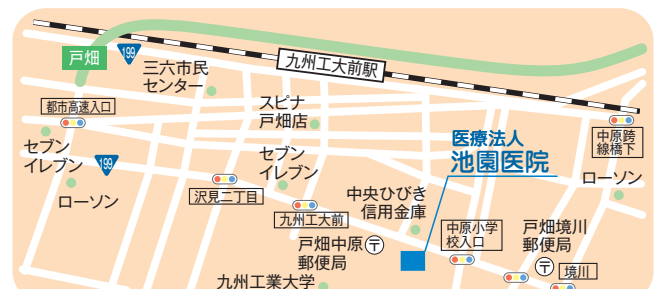 戸畑
199
九州工大前駅
三六市民
センター
都市高速入口
スピナ
戸畑店
医療法人
池園医院
中原跨
線橋下
セブン
イレブン
199
セブン
イレブン
ローソン
ローソン
沢見二丁目
中央ひびき
信用金庫
九州工大前
中原小学
校入口
戸畑境川
郵便局
戸畑中原
郵便局
〒
〒
境川
九州工業大学